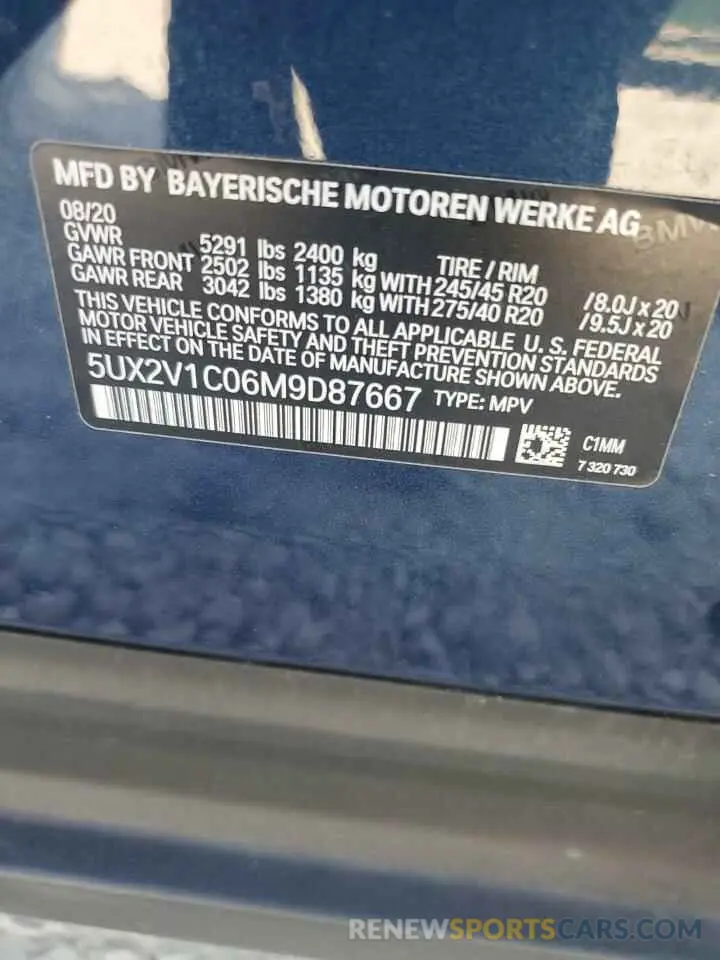 MFD BY BAYERISCHE MOTOREN WERKE AG
08/20
GVWR 5291 lbs 2400 kg TIRE / RIM
GAWR FRONT 2502 lbs 1135 kg WITH 245/45 R20 /8.0J x 20
GAWR REAR 3042 lbs 1380 kg WITH 275/40 R20 /9.5J x 20
THIS VEHICLE CONFORMS TO ALL APPLICABLE U. S. FEDERAL
MOTOR VEHICLE SAFETY AND THEFT PREVENTION STANDARDS
IN EFFECT ON THE DATE OF MANUFACTURE SHOWN ABOVE.
5UX2V1C06M9D87667 TYPE: MPV
C1MM
7 320 730
BMW
RENEWSPORTSCARS.COM